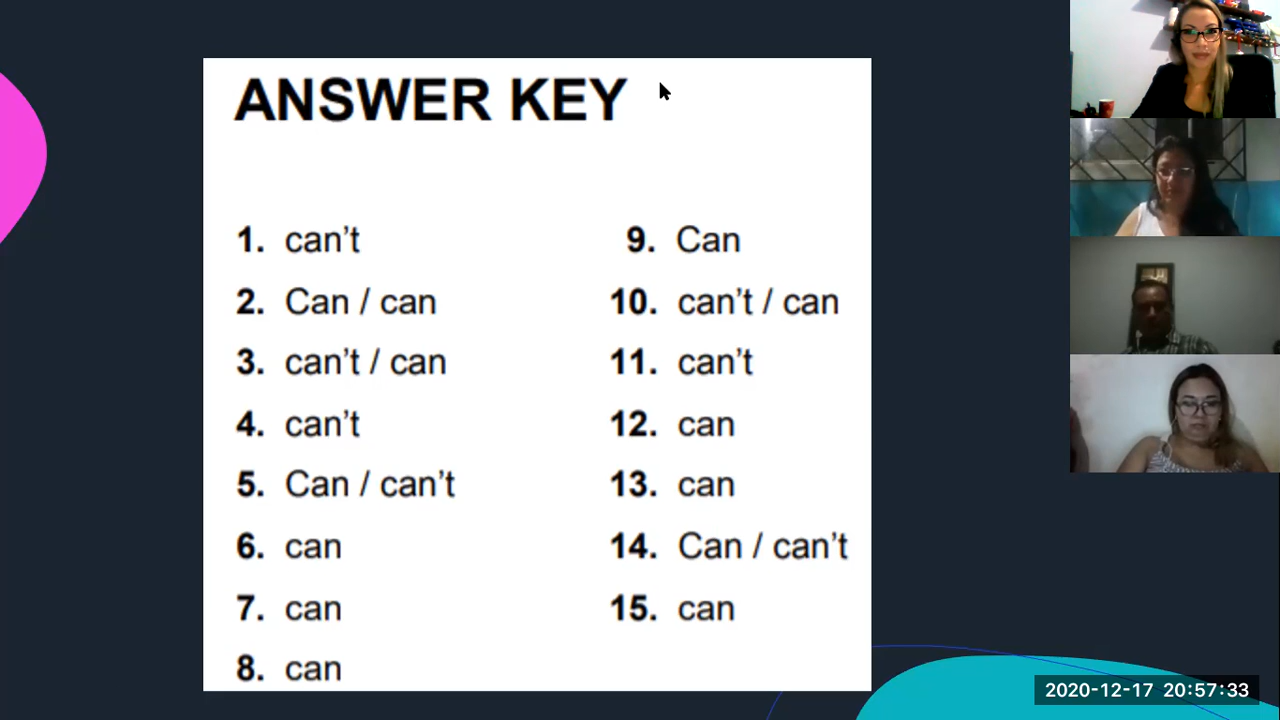 ANSWER KEY
1. can't
2. Can / can
3. can't / can
4. can't
5. Can / can't
6. can
7. can
8. can
9. Can
10. can't / can
11. can't
12. can
13. can
14. Can / can't
15. can
2020-12-17 20:57:33